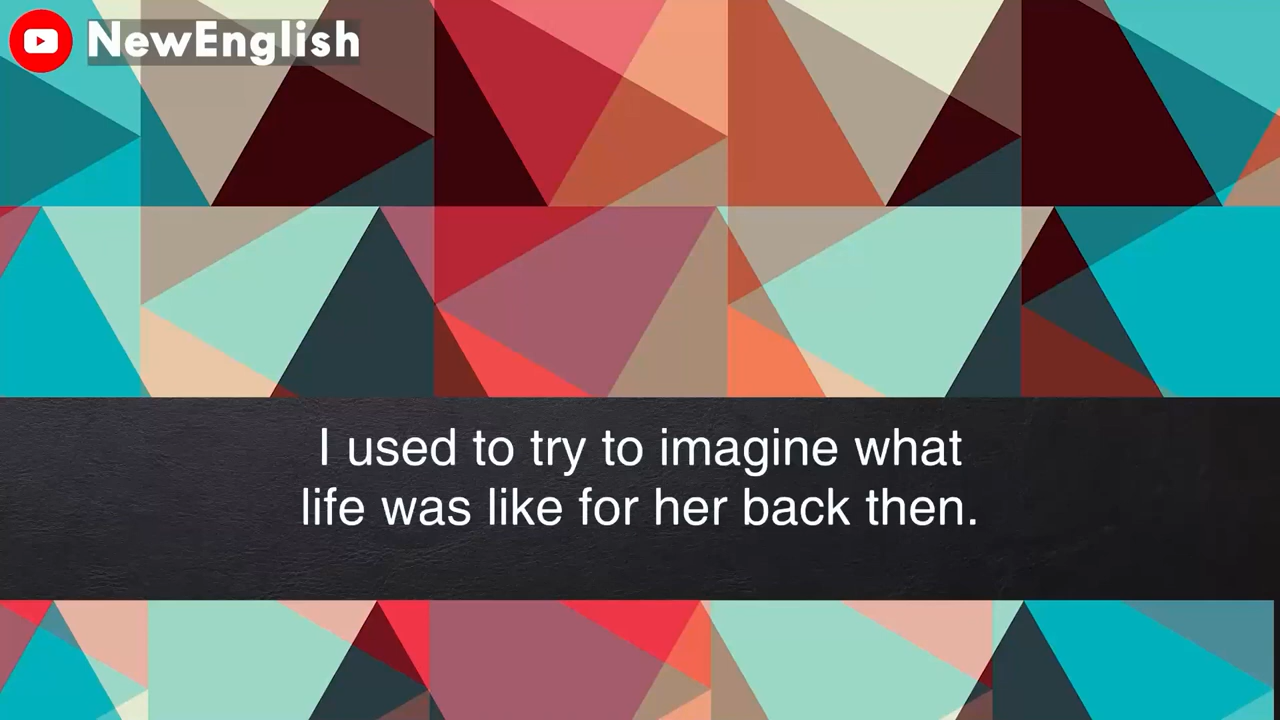 NewEnglish
I used to try to imagine what
life was like for her back then.